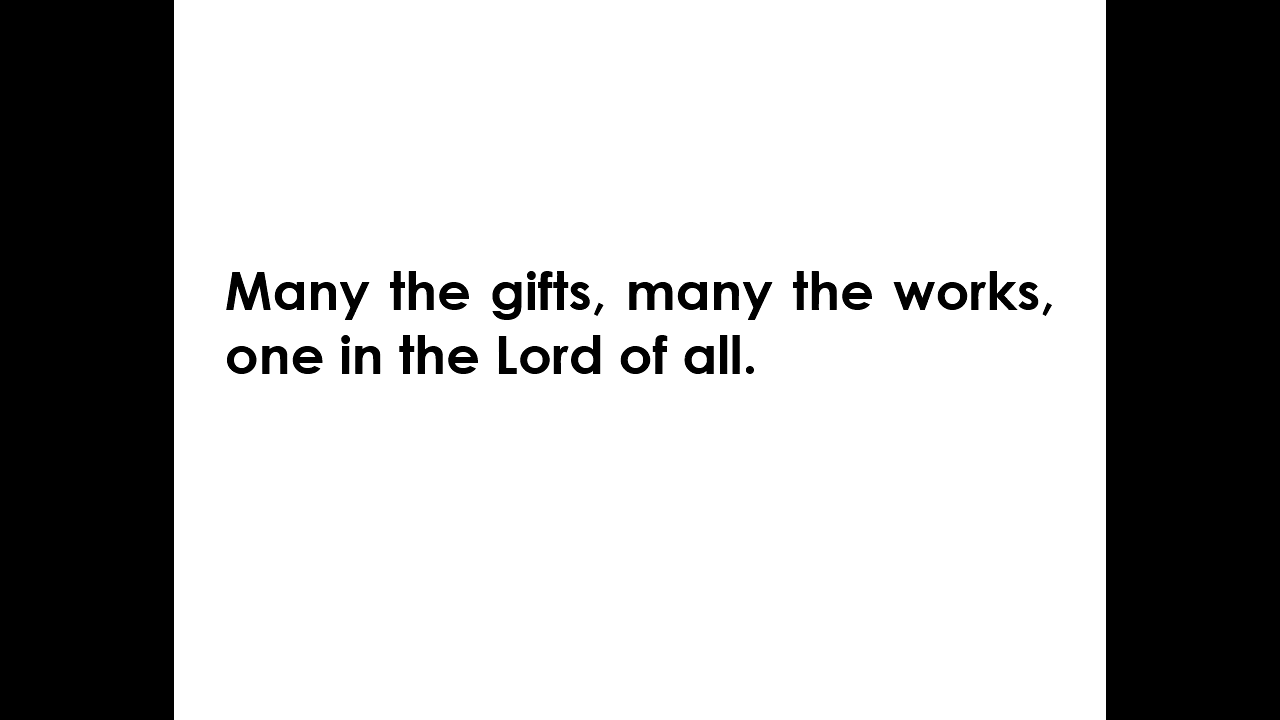 Many the gifts, many the works,
one in the Lord of all.